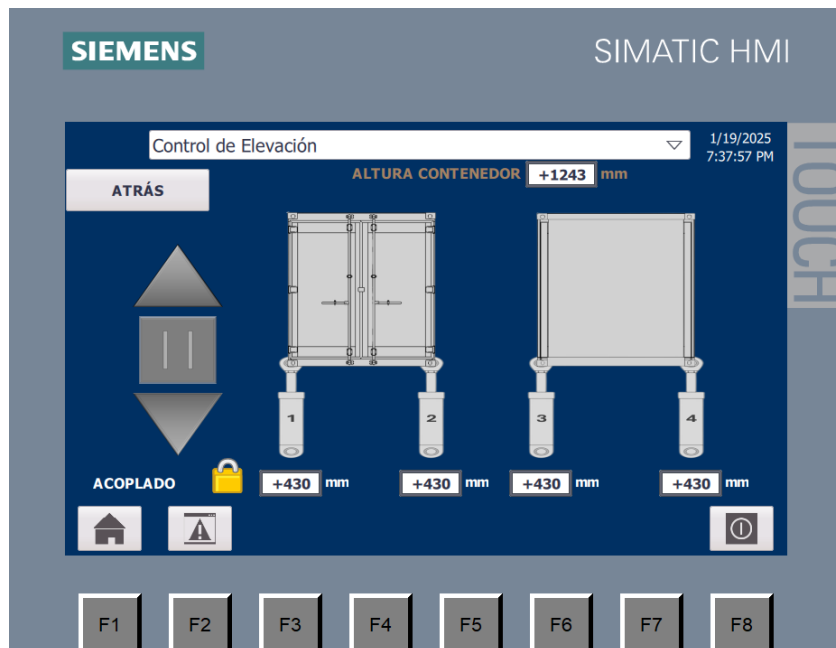 SIEMENS
SIMATIC HMI
TOUCH
Control de Elevación
1/19/2025
7:37:57 PM
ATRÁS
ALTURA CONTENEDOR +1243 mm
1 2 3 4
ACOPLADO
+430 mm +430 mm +430 mm +430 mm
F1 F2 F3 F4 F5 F6 F7 F8